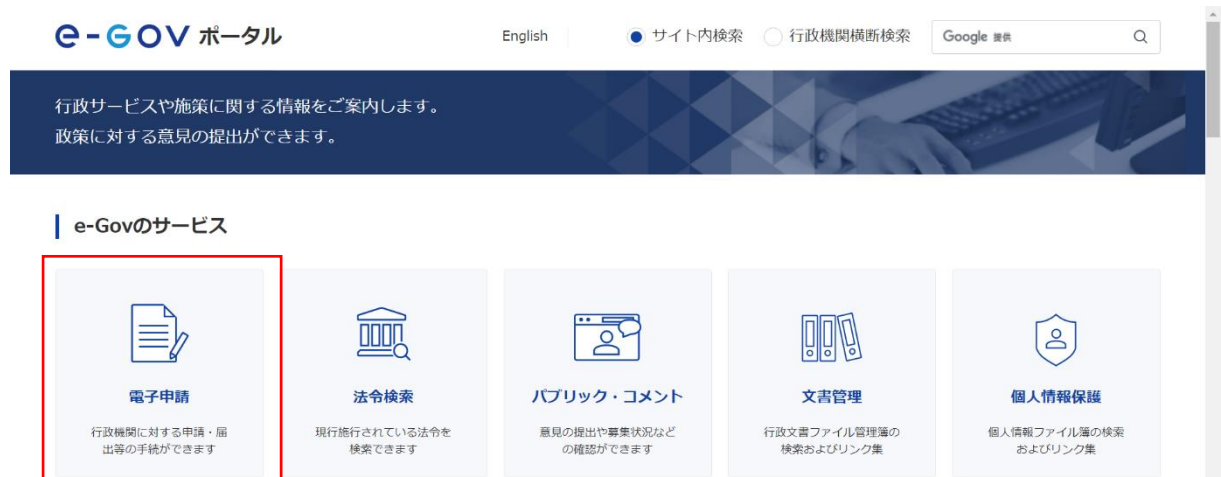 e-GOV ポータル
English
サイト内検索
行政機関横断検索
Google 提供
行政サービスや施策に関する情報をご案内します。
政策に対する意見の提出ができます。
e-Govのサービス
電子申請
行政機関に対する申請・届
出等の手続ができます
法令検索
現行施行されている法令を
検索できます
パブリック・コメント
意見の提出や募集状況など
の確認ができます
文書管理
行政文書ファイル管理簿の
検索およびリンク集
個人情報保護
個人情報ファイル簿の検索
およびリンク集